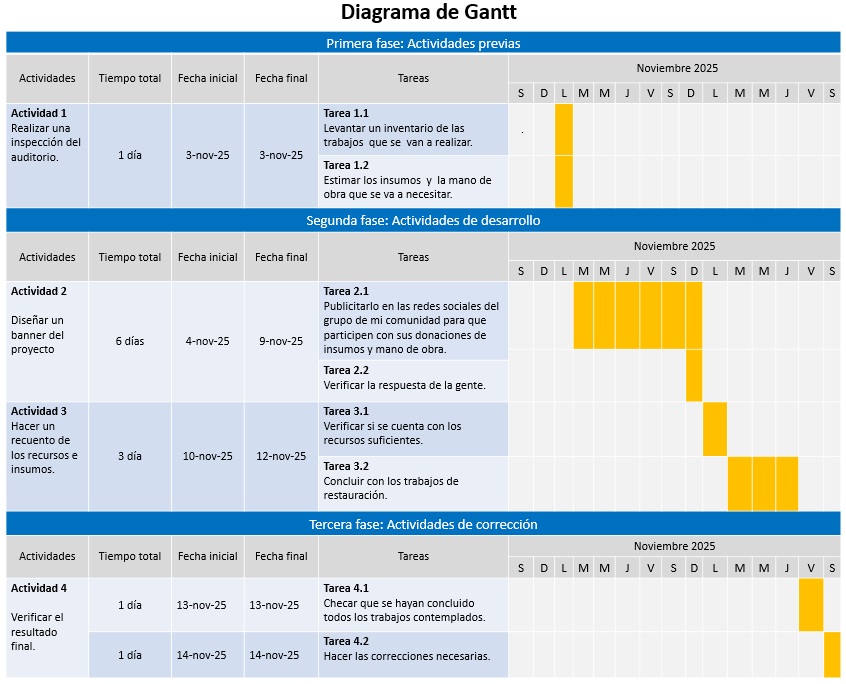 Diagrama de Gantt
Primera fase: Actividades previas
Actividades
Tiempo total
Fecha inicial
Fecha final
Tareas
Noviembre 2025
S D L M M J V S D L M M J V S
Actividad 1
Realizar una
inspección del
auditorio.
1 día
3-nov-25
3-nov-25
Tarea 1.1
Levantar un inventario de las
trabajos que se van a realizar.
.
Tarea 1.2
Estimar los insumos y la mano de
obra que se va a necesitar.
Segunda fase: Actividades de desarrollo
Actividades
Tiempo total
Fecha inicial
Fecha final
Tareas
Noviembre 2025
S D L M M J V S D L M M J V S
Actividad 2
Diseñar un
banner del
proyecto
6 días
4-nov-25
9-nov-25
Tarea 2.1
Publicitarlo en las redes sociales del
grupo de mi comunidad para que
participen con sus donaciones de
insumos y mano de obra.
Tarea 2.2
Verificar la respuesta de la gente.
Actividad 3
Hacer un
recuento de
los recursos e
insumos.
3 día
10-nov-25
12-nov-25
Tarea 3.1
Verificar si se cuenta con los
recursos suficientes.
Tarea 3.2
Concluir con los trabajos de
restauración.
Tercera fase: Actividades de corrección
Actividades
Tiempo total
Fecha inicial
Fecha final
Tareas
Noviembre 2025
S D L M M J V S D L M M J V S
Actividad 4
Verificar el
resultado
final.
1 día
13-nov-25
13-nov-25
Tarea 4.1
Checar que se hayan concluido
todos los trabajos contemplados.
1 día
14-nov-25
14-nov-25
Tarea 4.2
Hacer las correcciones necesarias.